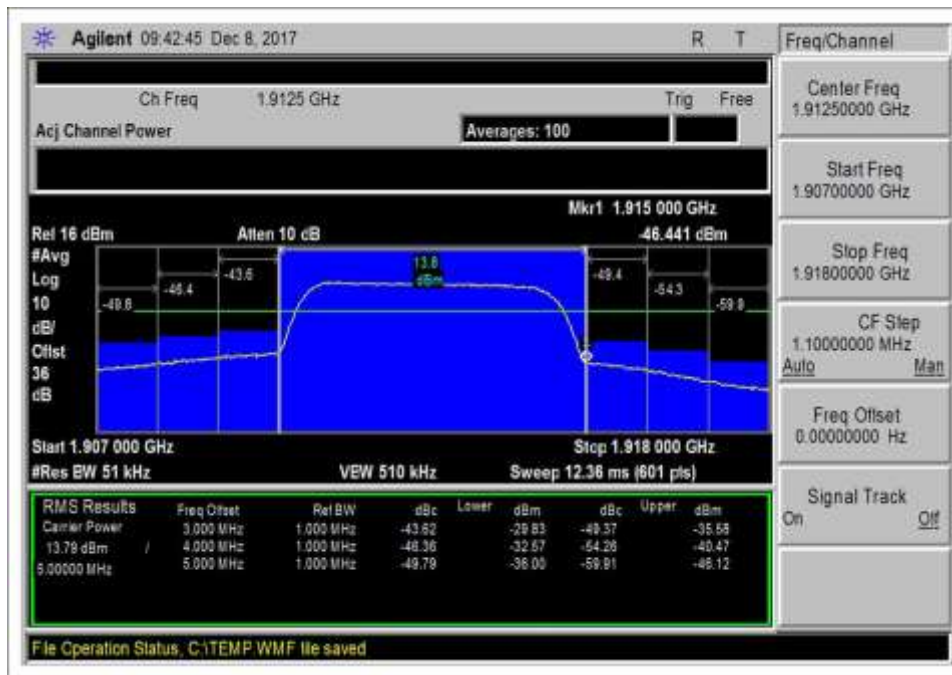 Agilent 09:42:45 Dec 8, 2017 R T
Freq/Channel
Ch Freq 1.9125 GHz Trig Free
Acj Channel Power Averages: 100
Mkr1 1.915 000 GHz
Rel 16 dBm Atten 10 dB -46.441 dBm
#Avg
Log
10
dB/
Offst
36
dB
-49.8
-46.4
-43.6
13.8
dBm
-49.4
-54.3
-59.9
Start 1.907 000 GHz Stop 1.918 000 GHz
#Res BW 51 kHz VBW 510 kHz Sweep 12.36 ms (601 pts)
RMS Results Freq Offset Ref BW dBc Lower dBm dBc Upper dBm
Carrier Power 3.000 MHz 1.000 MHz -43.62 -29.83 -49.37 -35.58
13.79 dBm / 4.000 MHz 1.000 MHz -46.36 -32.57 -54.26 -40.47
5.00000 MHz 5.000 MHz 1.000 MHz -49.79 -36.00 -59.91 -46.12
File Operation Status, C:\TEMP.WMF file saved
Center Freq
1.91250000 GHz
Start Freq
1.90700000 GHz
Stop Freq
1.91800000 GHz
CF Step
1.10000000 MHz
Auto Man
Freq Offset
0.00000000 Hz
Signal Track
On Off